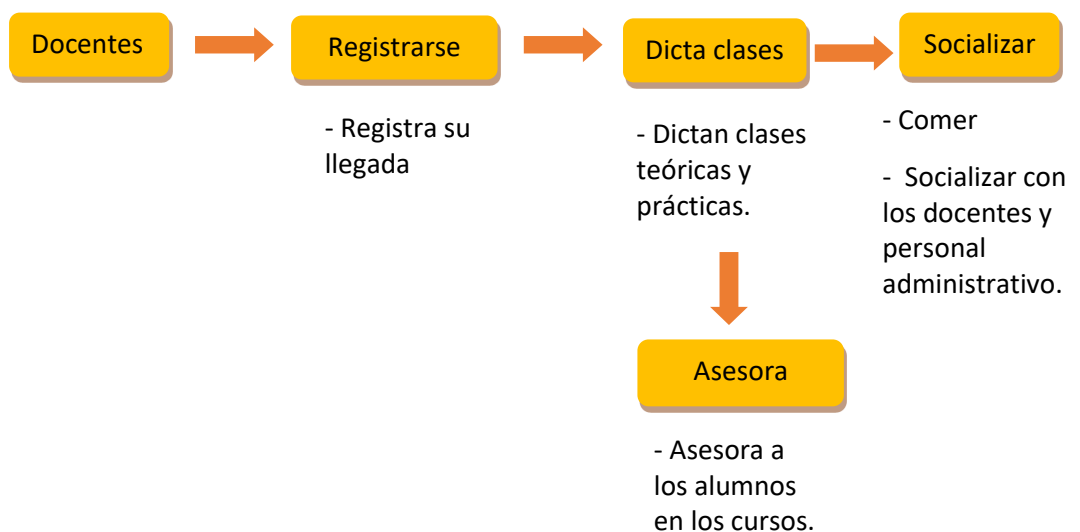 Docentes
Registrarse
Dicta clases
Socializar
- Registra su
llegada
- Dictan clases
teóricas y
prácticas.
- Comer
- Socializar con
los docentes y
personal
administrativo.
Asesora
- Asesora a
los alumnos
en los cursos.